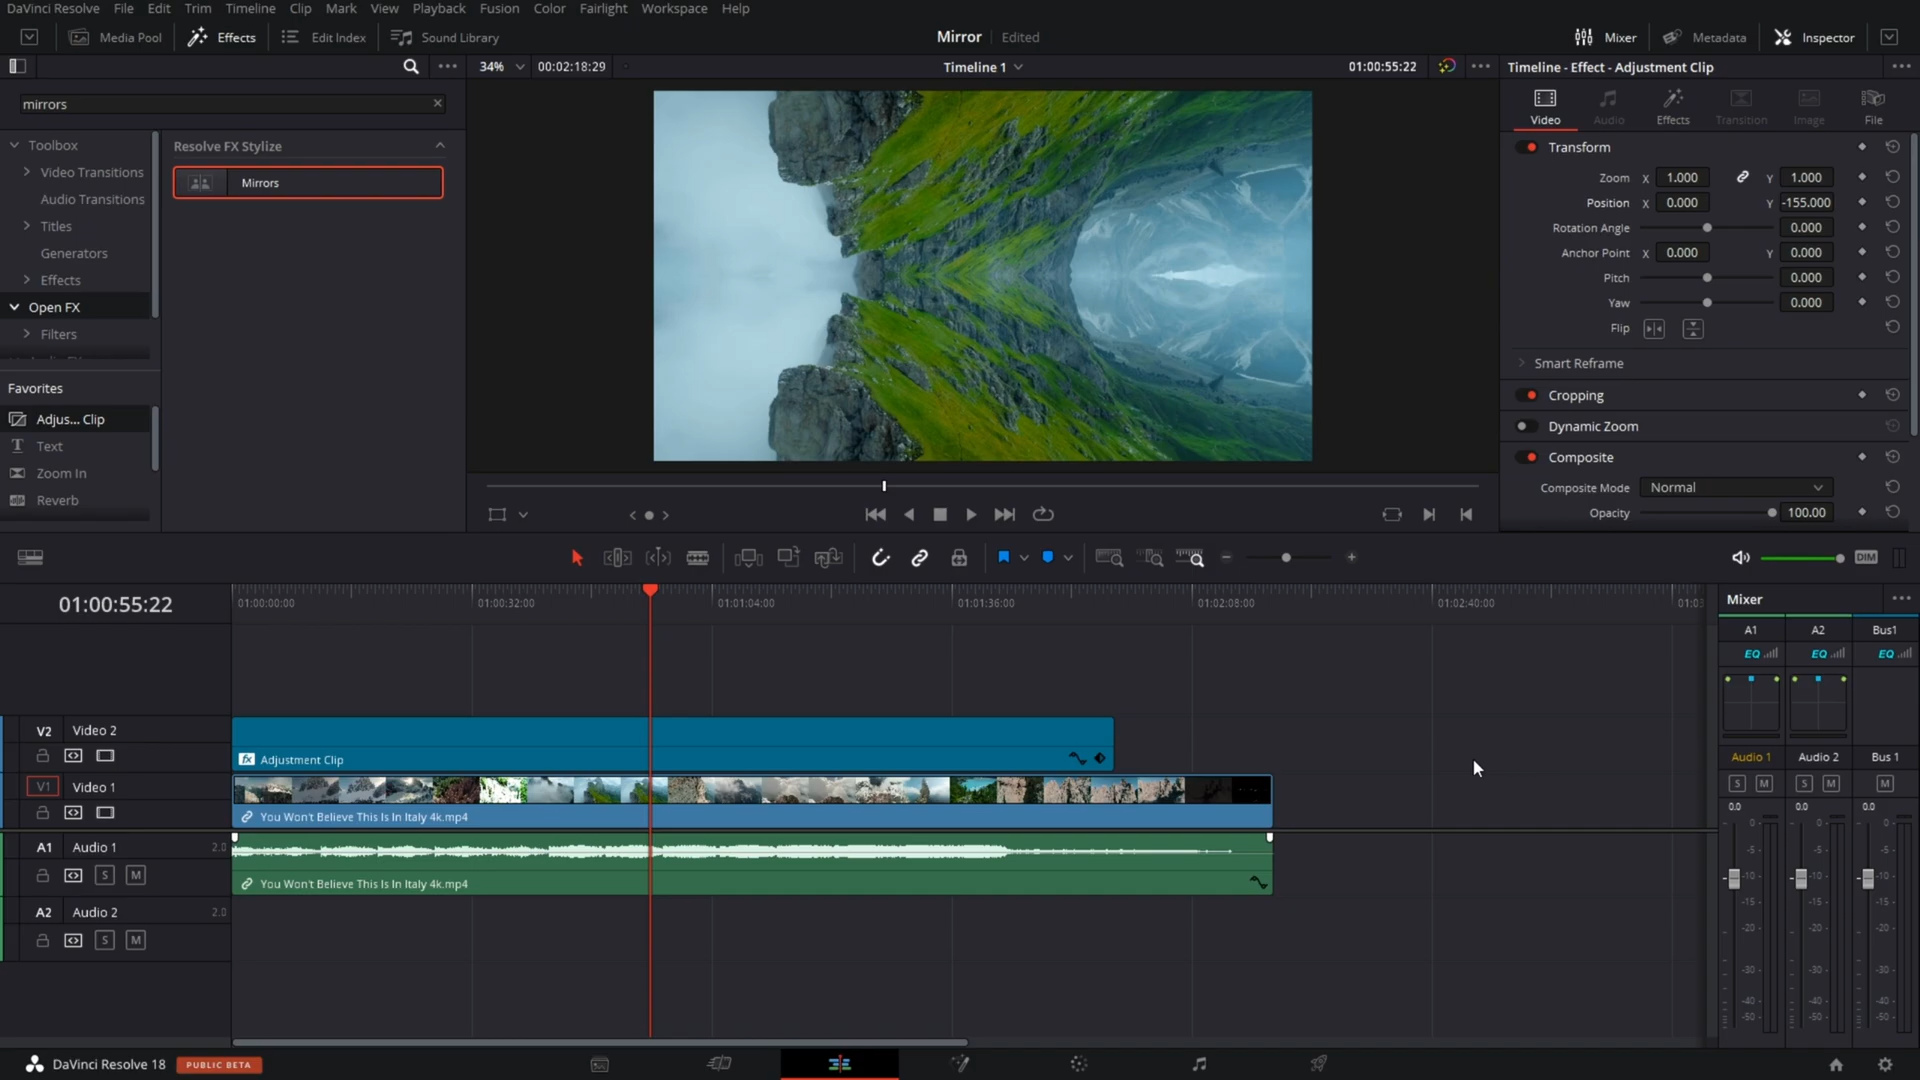 DaVinci Resolve File Edit Trim Timeline Clip Mark View Playback Fusion Color Fairlight Workspace Help
Media Pool Effects Edit Index Sound Library Mirror Edited Mixer Metadata Inspector
34% 00:02:18:29 Timeline 1 01:00:55:22 Timeline - Effect - Adjustment Clip
mirrors
Video Audio Effects Transition Image File
Toolbox
Video Transitions
Audio Transitions
Titles
Generators
Effects
Open FX
Filters
Favorites
Adjus... Clip
Text
Zoom In
Reverb
Resolve FX Stylize
Mirrors
Transform
Zoom X 1.000 Y 1.000
Position X 0.000 Y -155.000
Rotation Angle 0.000
Anchor Point X 0.000 Y 0.000
Pitch 0.000
Yaw 0.000
Flip
Smart Reframe
Cropping
Dynamic Zoom
Composite
Composite Mode Normal
Opacity 100.00
DIM
01:00:55:22
01:00:00:00 01:00:32:00 01:01:04:00 01:01:36:00 01:02:08:00 01:02:40:00 01:03
V2 Video 2
fx Adjustment Clip
V1 Video 1
You Won't Believe This Is In Italy 4k.mp4
A1 Audio 1 2.0
S M
You Won't Believe This Is In Italy 4k.mp4
A2 Audio 2 2.0
S M
Mixer
A1 A2 Bus1
EQ EQ EQ
Audio 1 Audio 2 Bus 1
S M S M M
0.0 0.0 0.0
0 0 0
-5 -5 -5
-10 -10 -10
-15 -15 -15
-20 -20 -20
-30 -30 -30
-40 -40 -40
-50 -50 -50
DaVinci Resolve 18 PUBLIC BETA